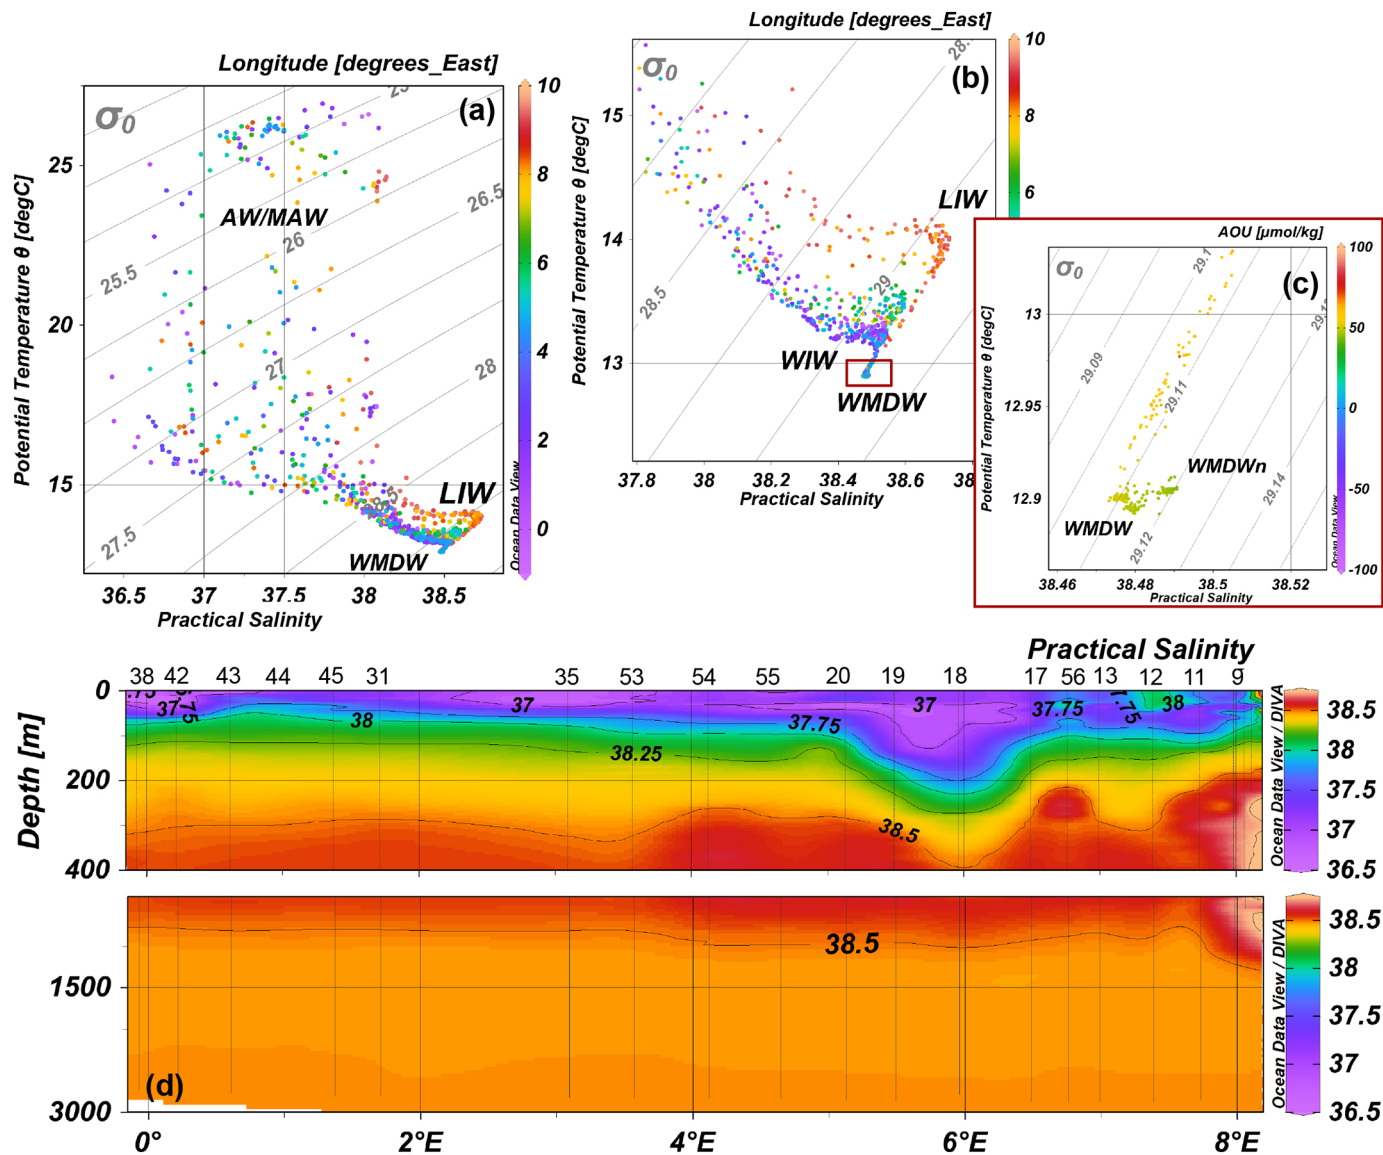 Longitude [degrees_East]
(a)
σ0
25
26.5
26
25.5
27
28
28.5
27.5
AW/MAW
LIW
WMDW
25
20
15
Potential Temperature θ [degC]
36.5 37 37.5 38 38.5
Practical Salinity
10
8
6
4
2
0
Ocean Data View
Longitude [degrees_East]
(b)
σ0
28.5
29
LIW
WIW
WMDW
15
14
13
Potential Temperature θ [degC]
37.8 38 38.2 38.4 38.6 38
Practical Salinity
10
8
6
AOU [µmol/kg]
(c)
σ0
29.1
29.09
29.11
29.14
29.12
WMDWn
WMDW
13
12.95
12.9
Potential Temperature θ [degC]
38.46 38.48 38.5 38.52
Practical Salinity
100
50
0
-50
-100
Ocean Data View
Practical Salinity
38 42 43 44 45 31 35 53 54 55 20 19 18 17 56 13 12 11 9
37
38
37
37.75
38.25
37
37.75
38
38.5
0
200
400
Depth [m]
38.5
38
37.5
37
36.5
Ocean Data View / DIVA
38.5
(d)
1500
3000
0° 2°E 4°E 6°E 8°E
38.5
38
37.5
37
36.5
Ocean Data View / DIVA